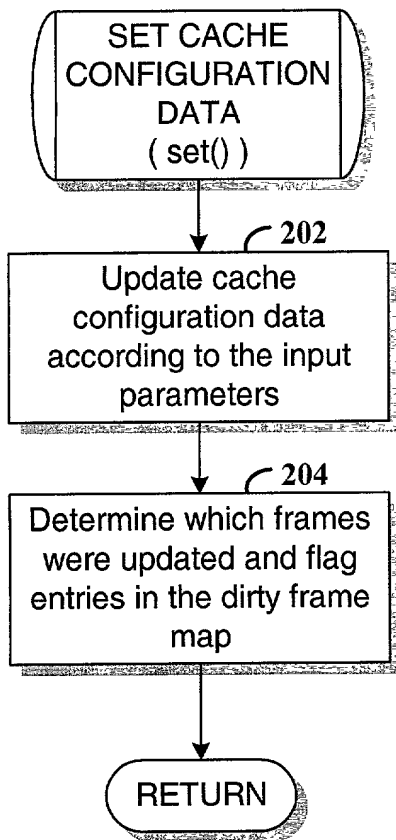 SET CACHE
CONFIGURATION
DATA
( set() )
202
Update cache
configuration data
according to the input
parameters
204
Determine which frames
were updated and flag
entries in the dirty frame
map
RETURN